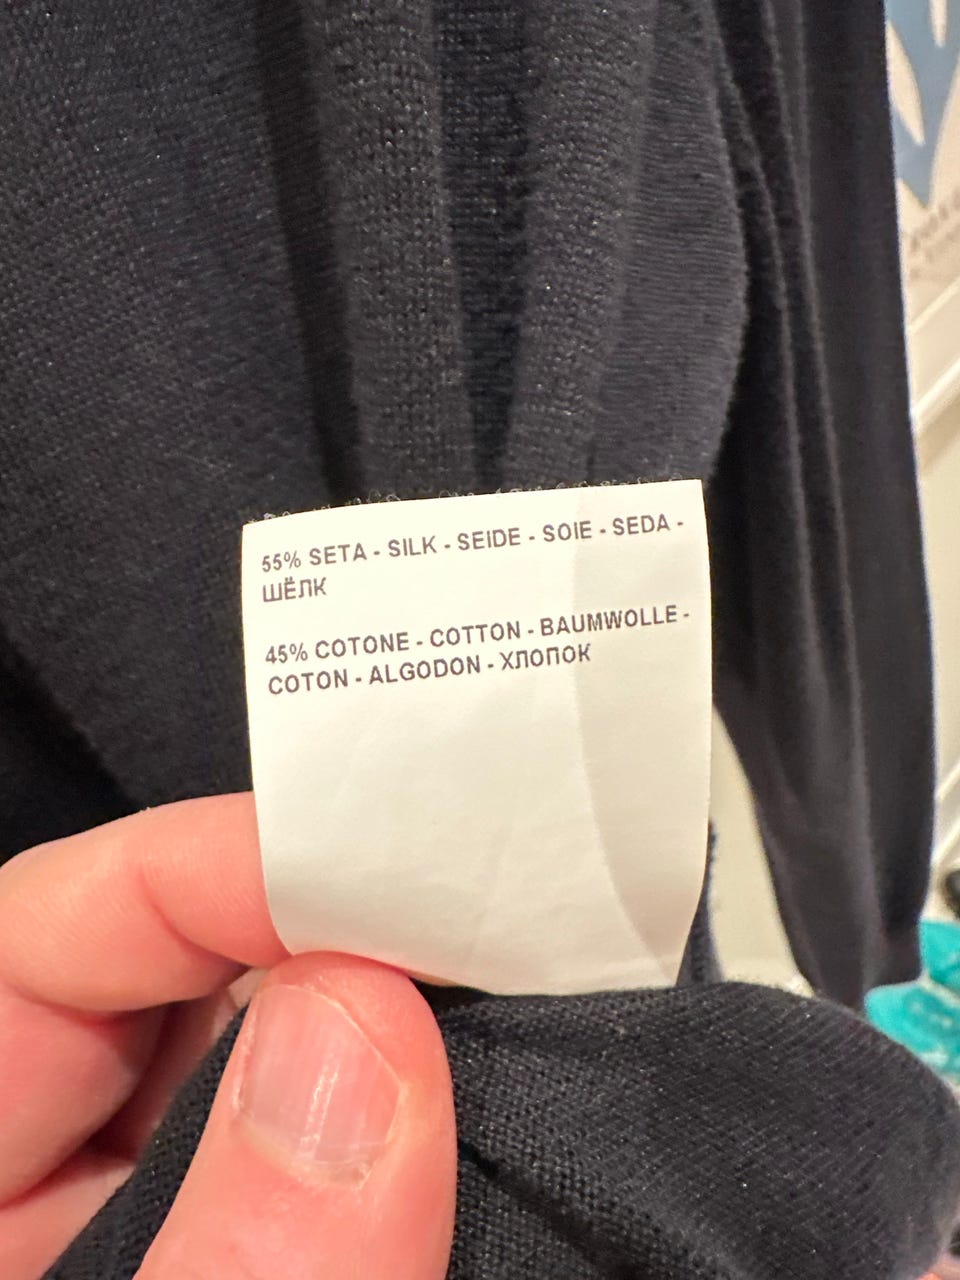 55% SETA - SILK - SEIDE - SOIE - SEDA -
ШЁЛК
45% COTONE - COTTON - BAUMWOLLE -
COTON - ALGODON - ХЛОПОК